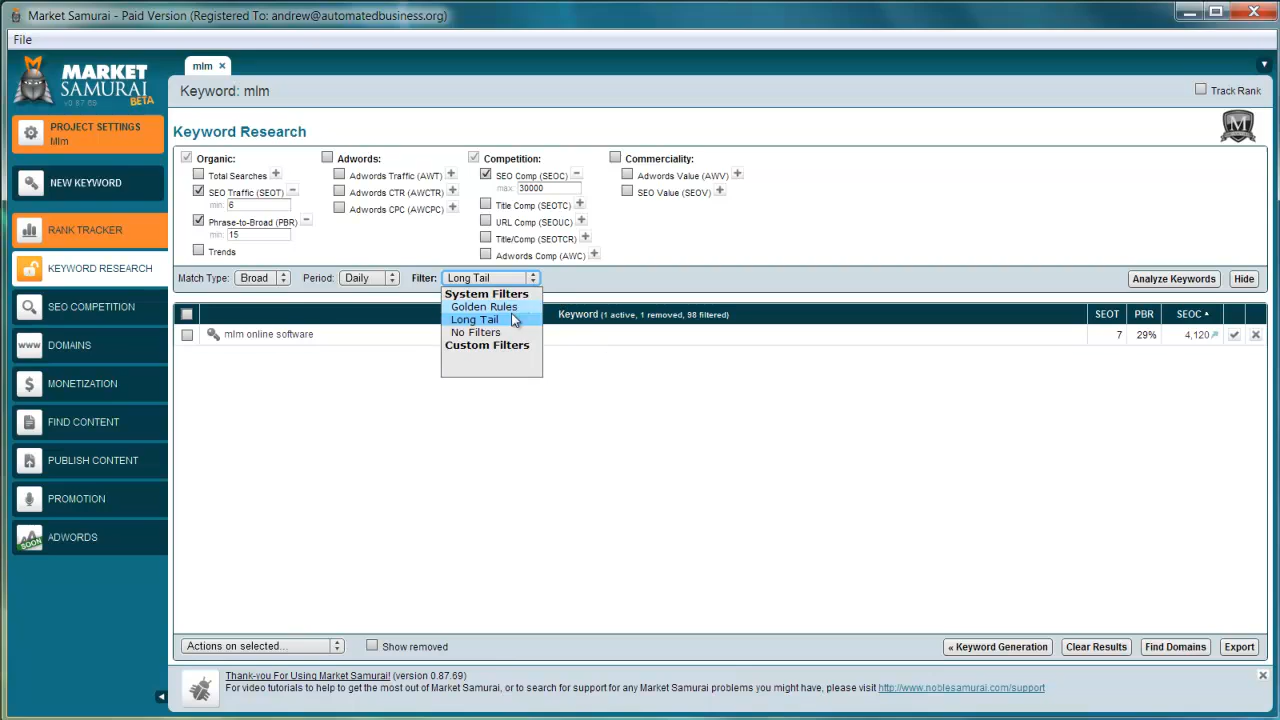 Market Samurai - Paid Version (Registered To: andrew@automatedbusiness.org)
File
MARKET
SAMURAI
v0.87.69 BETA
mlm
Keyword: mlm
Track Rank
PROJECT SETTINGS
Mlm
NEW KEYWORD
RANK TRACKER
KEYWORD RESEARCH
SEO COMPETITION
www DOMAINS
$ MONETIZATION
FIND CONTENT
PUBLISH CONTENT
PROMOTION
SOON ADWORDS
Keyword Research
M
Organic: Adwords: Competition: Commerciality:
Total Searches Adwords Traffic (AWT) SEO Comp (SEOC) Adwords Value (AWV)
max: 30000
SEO Traffic (SEOT) Adwords CTR (AWCTR) SEO Value (SEOV)
min: 6 Adwords CPC (AWCPC) Title Comp (SEOTC)
Phrase-to-Broad (PBR) URL Comp (SEOUC)
min: 15 Title/Comp (SEOTCR)
Trends Adwords Comp (AWC)
Match Type: Broad Period: Daily Filter: Long Tail Analyze Keywords Hide
System Filters
Golden Rules
Long Tail
No Filters
Custom Filters
Keyword (1 active, 1 removed, 98 filtered) SEOT PBR SEOC
mlm online software 7 29% 4,120
Actions on selected... Show removed « Keyword Generation Clear Results Find Domains Export
Thank-you For Using Market Samurai! (version 0.87.69)
For video tutorials to help to get the most out of Market Samurai, or to search for support for any Market Samurai problems you might have, please visit http://www.noblesamurai.com/support